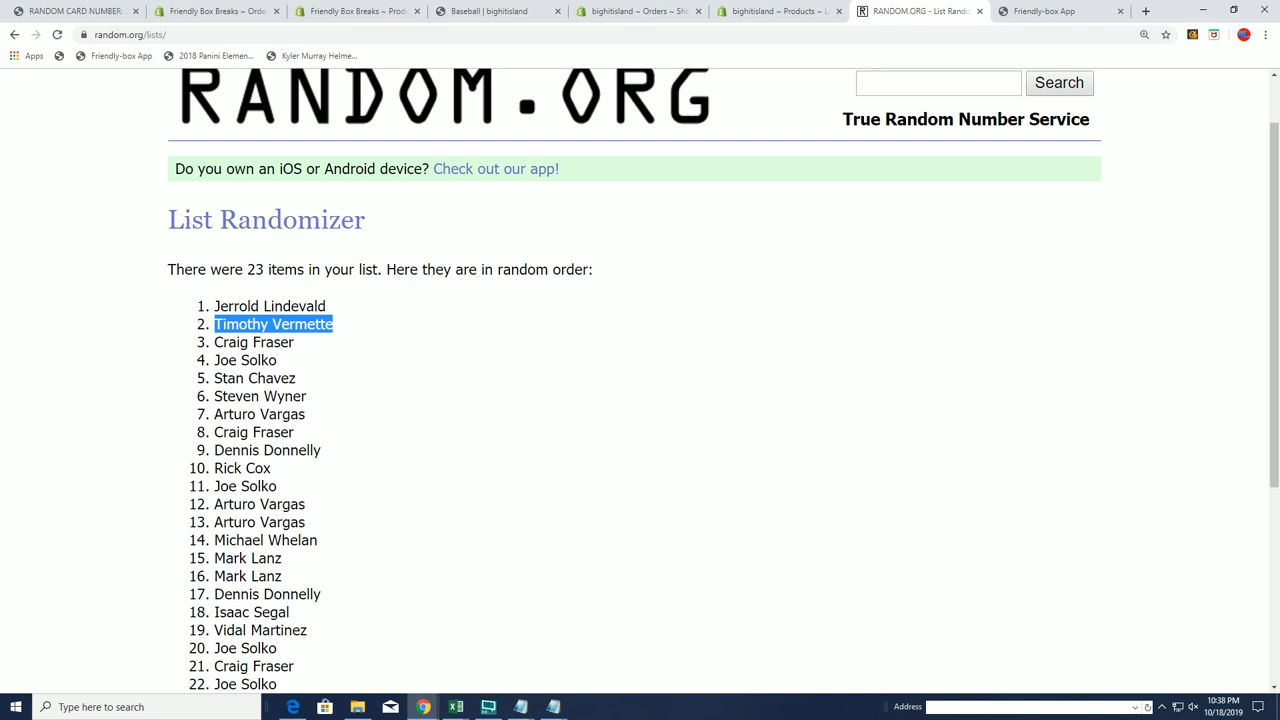 RANDOM CARD NUMBER
Friendly Box Breaks ~ Orde
Friendly Box Breaks ~ Prod
Baseball | bighitisland
bighitisland ~ Orders ~ Sh
bighitisland ~ Products ~ L
RANDOM.ORG - List Rando
Friendly-box App
random.org/lists/
Apps
Friendly-box App
2018 Panini Elemen...
Kyler Murray Helme...
RANDOM.ORG
Search
True Random Number Service
Do you own an iOS or Android device? Check out our app!
List Randomizer
There were 23 items in your list. Here they are in random order:
1. Jerrold Lindevald
2. Timothy Vermette
3. Craig Fraser
4. Joe Solko
5. Stan Chavez
6. Steven Wyner
7. Arturo Vargas
8. Craig Fraser
9. Dennis Donnelly
10. Rick Cox
11. Joe Solko
12. Arturo Vargas
13. Arturo Vargas
14. Michael Whelan
15. Mark Lanz
16. Mark Lanz
17. Dennis Donnelly
18. Isaac Segal
19. Vidal Martinez
20. Joe Solko
21. Craig Fraser
22. Joe Solko
Type here to search
Address
10:38 PM
10/18/2019